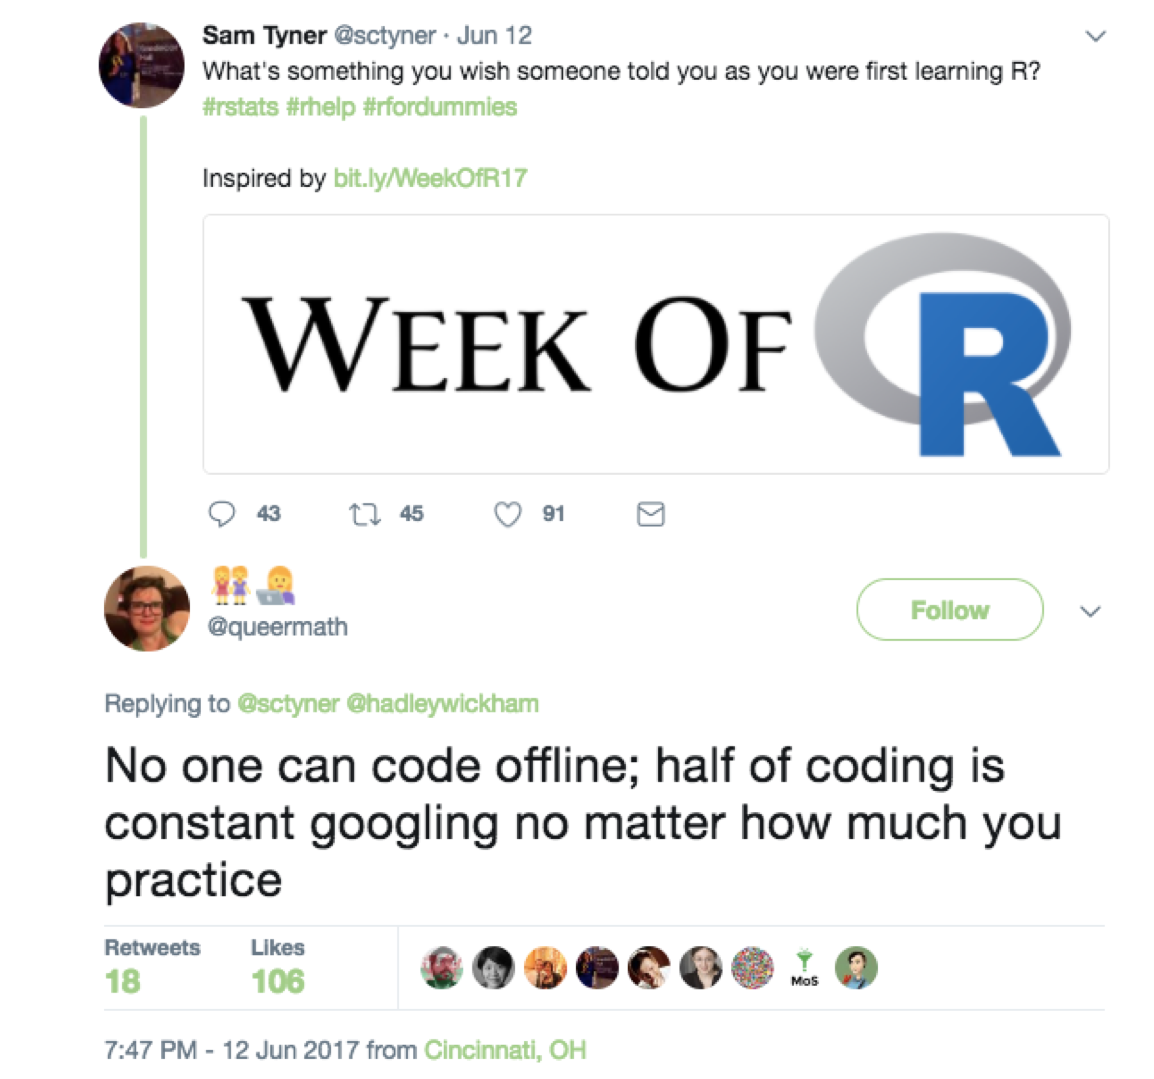 Sam Tyner @sctyner · Jun 12
What's something you wish someone told you as you were first learning R?
#rstats #rhelp #rfordummies
Inspired by bit.ly/WeekOfR17
WEEK OF R
43 45 91
@queermath
Follow
Replying to @sctyner @hadleywickham
No one can code offline; half of coding is
constant googling no matter how much you
practice
Retweets Likes
18 106
MoS
7:47 PM - 12 Jun 2017 from Cincinnati, OH